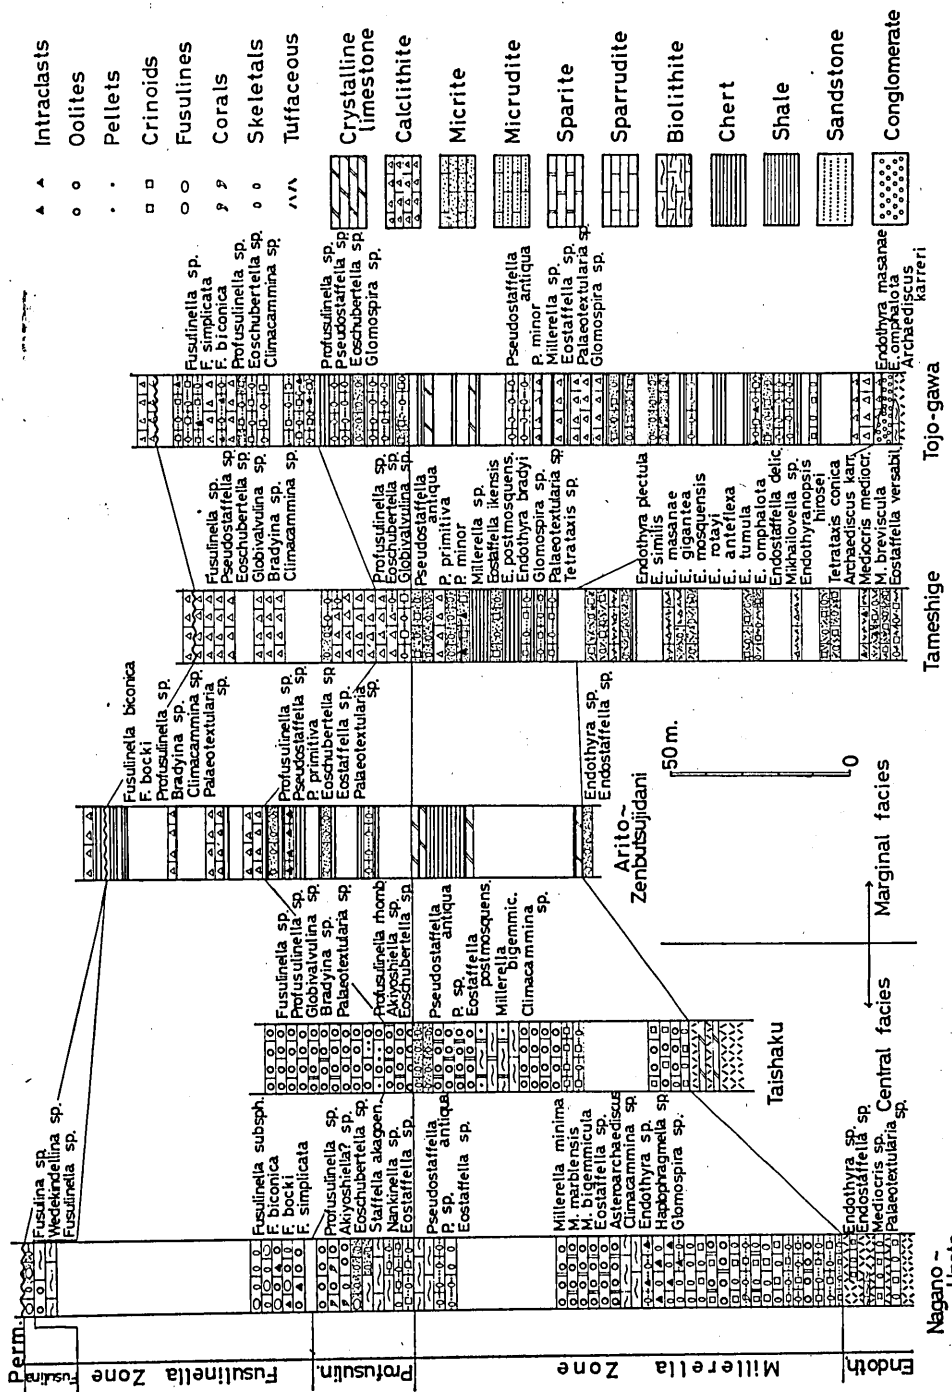 Intraclasts
Oolites
Pellets
Crinoids
Fusulines
Corals
Skeletals
Tuffaceous
Crystalline
limestone
Calclithite
Micrite
Micrudite
Sparite
Sparrudite
Biolithite
Chert
Shale
Sandstone
Conglomerate
Perm.
Fusulina
Fusulinella Zone
Profusulin.
Millerella Zone
Endoth.
Fusulina sp.
Wedekindellina sp.
Fusulinella sp.
Fusulinella subsph.
F. biconica
F. bocki
F. simplicata
Profusulinella sp.
Akiyoshiella? sp.
Eoschubertella sp.
Staffella akagoen.
Nankinella sp.
Eostaffella sp.
Pseudostaffella
antiqua
P. sp.
Eostaffella sp.
Millerella minima
M. marblensis
M. bigemmicula
Eostaffella sp.
Asteroarchaediscus
Climacammina sp.
Endothyra sp.
Haplophragmella sp.
Glomospira sp.
Endothyra sp.
Endostaffella sp.
Mediocris sp.
Palaeotextularia sp.
Nagano~
Fusulinella sp.
Profusulinella sp.
Globivalvulina sp.
Bradyina sp.
Palaeotextularia sp.
Profusulinella rhomb.
Akiyoshiella sp.
Eoschubertella sp.
Pseudostaffella
antiqua
P. sp.
Eostaffella
postmosquens.
Millerella
bigemmic.
Climacammina
sp.
Taishaku
Central facies
Marginal facies
Fusulinella biconica
F. bocki
Profusulinella sp.
Bradyina sp.
Climacammina sp.
Palaeotextularia
sp.
Profusulinella sp.
Pseudostaffella sp.
P. primitiva
Eoschubertella sp.
Eostaffella sp.
Palaeotextularia
sp.
Endothyra sp.
Endostaffella sp.
Arito~
Zenbutsujidani
50m.
0
Fusulinella sp.
Pseudostaffella sp.
Eoschubertella sp.
Globivalvulina sp.
Bradyina sp.
Climacammina sp.
Profusulinella sp.
Eoschubertella sp.
Globivalvulina sp.
Pseudostaffella
antiqua
P. primitiva
P. minor
Millerella sp.
Eostaffella ikensis
E. postmosquens.
Endothyra bradyi
Glomospira sp.
Palaeotextularia sp.
Tetrataxis sp.
Endothyra plectula
E. similis
E. masanae
E. gigantea
E. mosquensis
E. rotayi
E. anteflexa
E. tumula
E. omphalota
Endostaffella delic.
Mikhailovella sp.
Endothyranopsis
hirosei
Tetrataxis conica
Archaediscus karr.
Mediocris mediocr.
M. breviscula
Eostaffella versabil.
Tameshige
Fusulinella sp.
F. simplicata
F. biconica
Profusulinella sp.
Eoschubertella sp.
Climacammina sp.
Profusulinella sp.
Pseudostaffella sp.
Eoschubertella sp.
Glomospira sp.
Pseudostaffella
antiqua
P. minor
Millerella sp.
Eostaffella sp.
Palaeotextularia sp.
Glomospira sp.
Endothyra masanae
E. omphalota
Archaediscus
karreri
Tojo-gawa